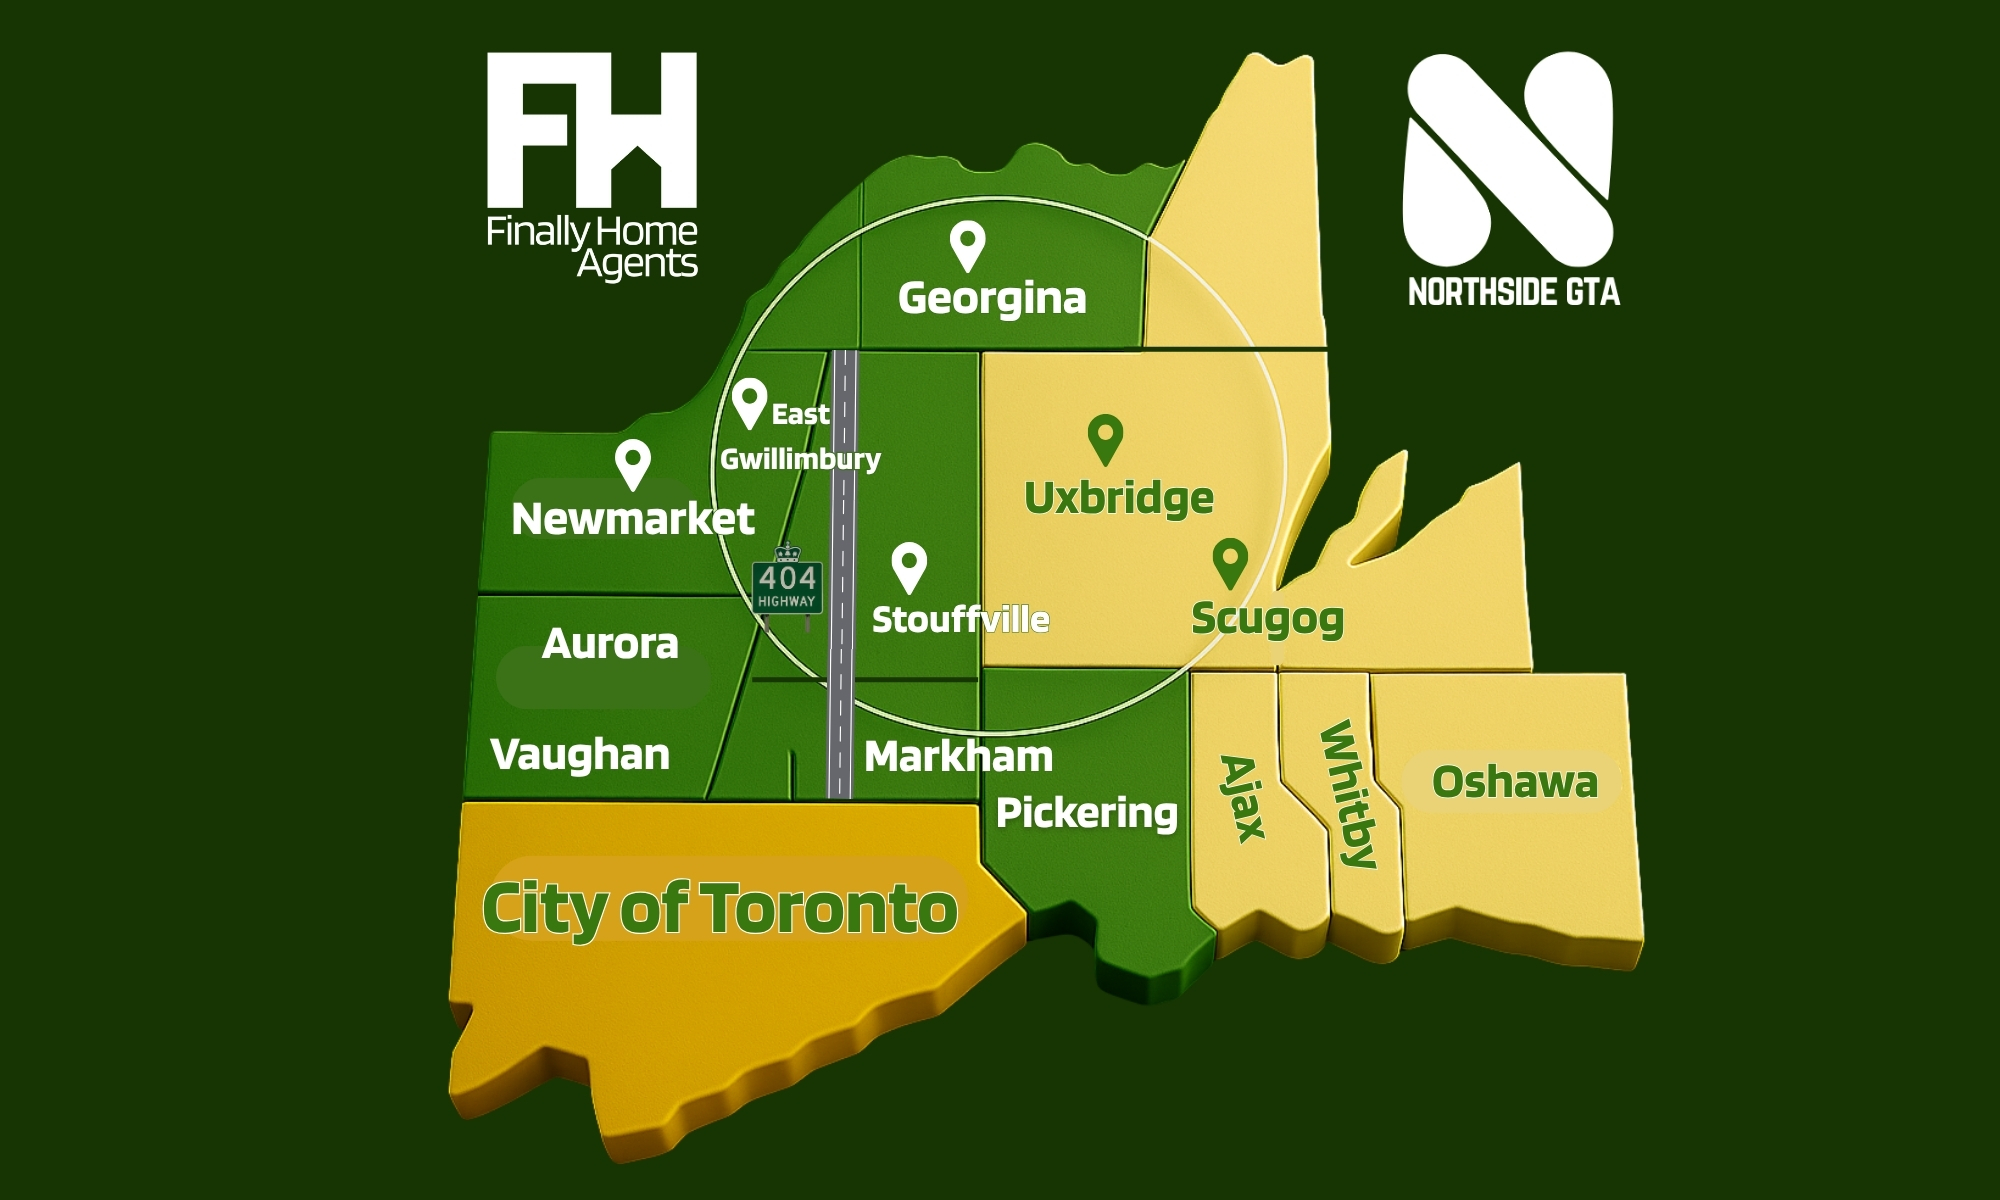 Finally Home
Agents
NORTHSIDE GTA
Georgina
East
Gwillimbury
Newmarket
Uxbridge
404
HIGHWAY
Stouffville
Scugog
Aurora
Vaughan
Markham
Pickering
Ajax
Whitby
Oshawa
City of Toronto